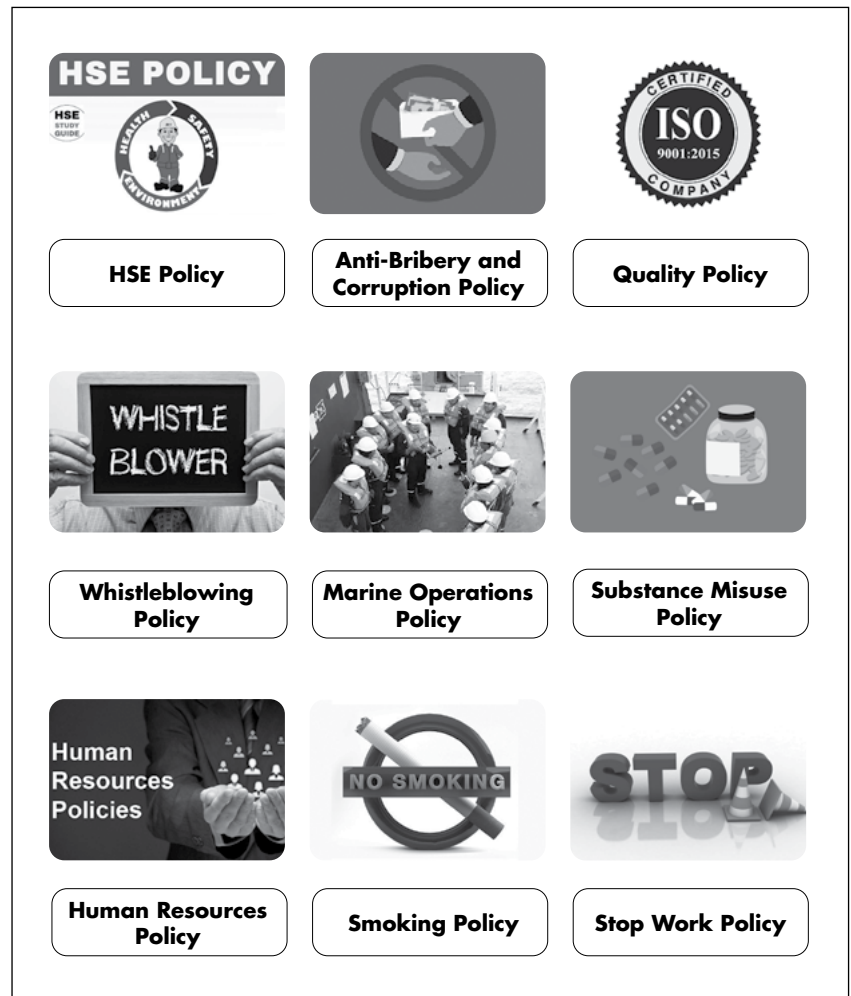 HSE POLICY
HSE
STUDY
GUIDE
HEALTH
SAFETY
ENVIRONMENT
CERTIFIED
ISO
9001:2015
COMPANY
HSE Policy
Anti-Bribery and
Corruption Policy
Quality Policy
WHISTLE
BLOWER
Whistleblowing
Policy
Marine Operations
Policy
Substance Misuse
Policy
Human
Resources
Policies
NO SMOKING
STOP
Human Resources
Policy
Smoking Policy
Stop Work Policy